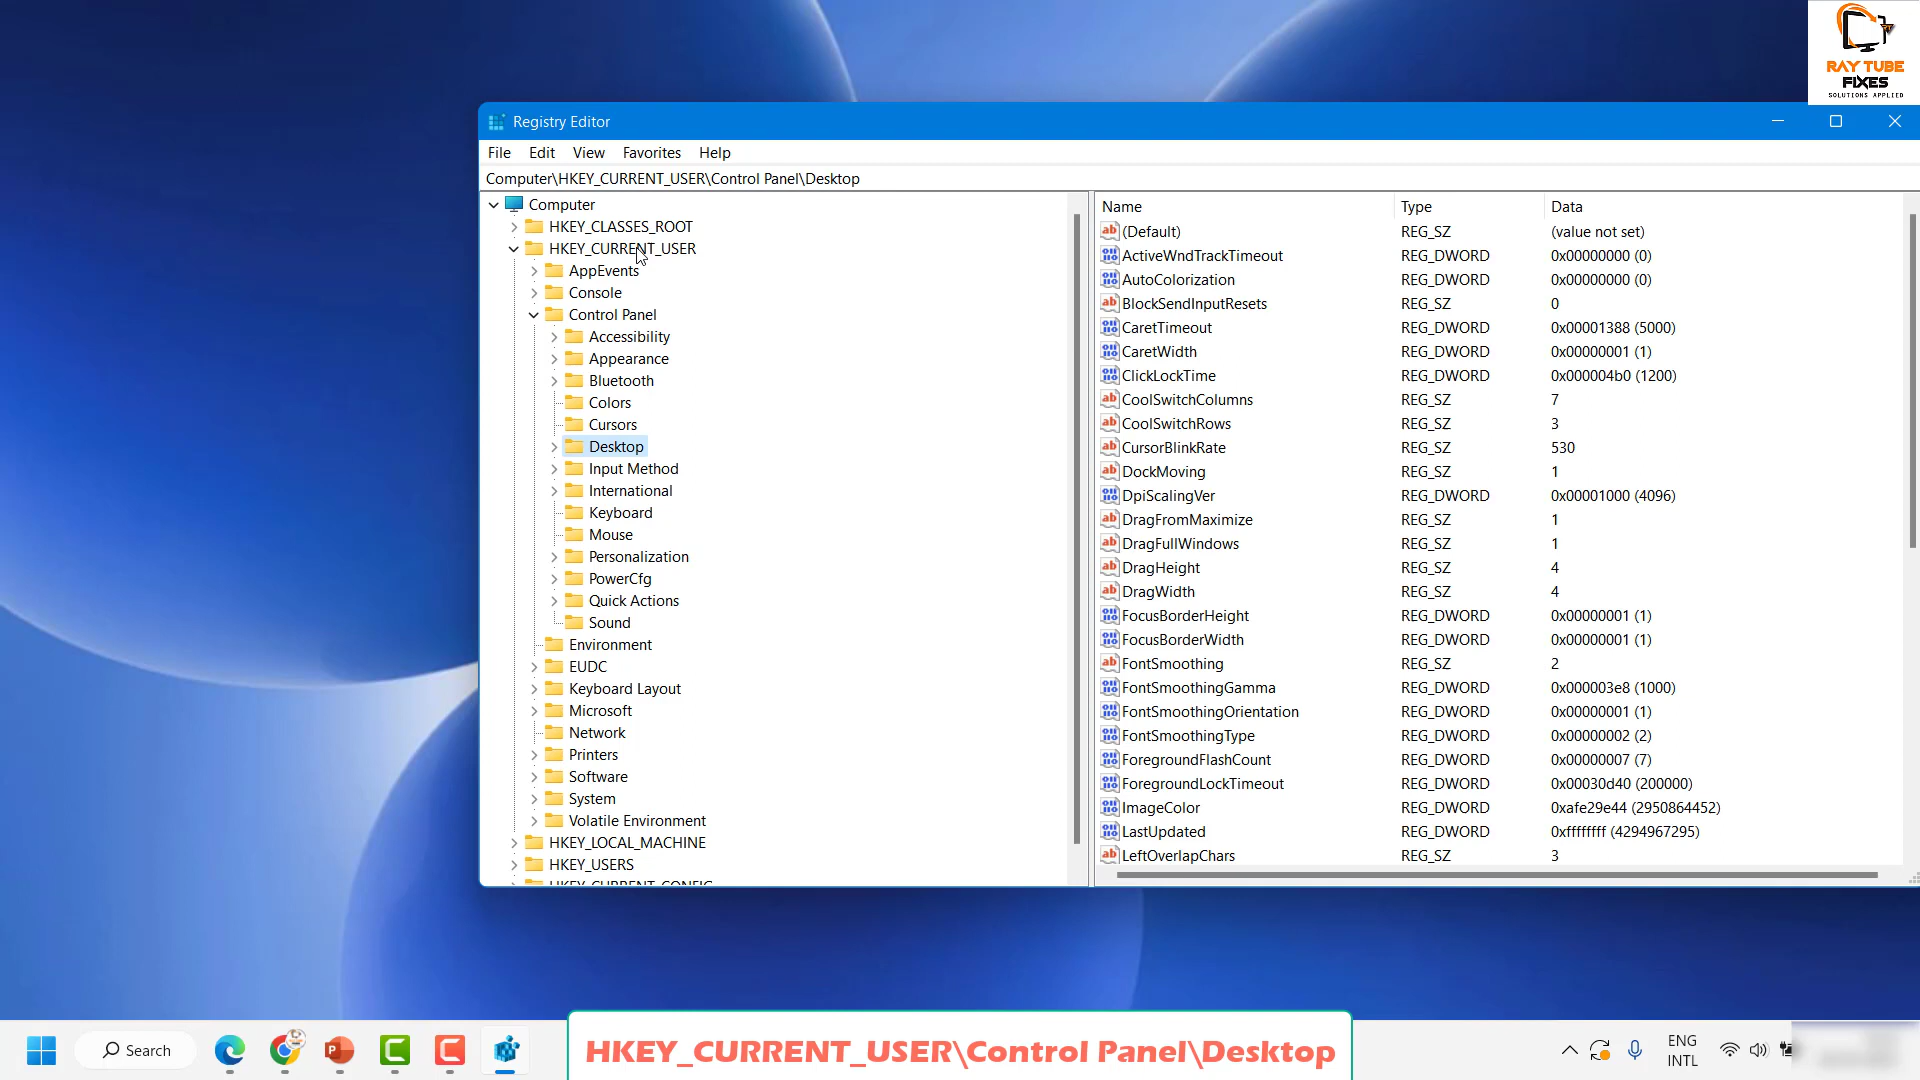 RAY TUBE
FIXES
SOLUTIONS APPLIED
Registry Editor
File Edit View Favorites Help
Computer\HKEY_CURRENT_USER\Control Panel\Desktop
Computer
HKEY_CLASSES_ROOT
HKEY_CURRENT_USER
AppEvents
Console
Control Panel
Accessibility
Appearance
Bluetooth
Colors
Cursors
Desktop
Input Method
International
Keyboard
Mouse
Personalization
PowerCfg
Quick Actions
Sound
Environment
EUDC
Keyboard Layout
Microsoft
Network
Printers
Software
System
Volatile Environment
HKEY_LOCAL_MACHINE
HKEY_USERS
HKEY_CURRENT_CONFIG
Name Type Data
(Default) REG_SZ (value not set)
ActiveWndTrackTimeout REG_DWORD 0x00000000 (0)
AutoColorization REG_DWORD 0x00000000 (0)
BlockSendInputResets REG_SZ 0
CaretTimeout REG_DWORD 0x00001388 (5000)
CaretWidth REG_DWORD 0x00000001 (1)
ClickLockTime REG_DWORD 0x000004b0 (1200)
CoolSwitchColumns REG_SZ 7
CoolSwitchRows REG_SZ 3
CursorBlinkRate REG_SZ 530
DockMoving REG_SZ 1
DpiScalingVer REG_DWORD 0x00001000 (4096)
DragFromMaximize REG_SZ 1
DragFullWindows REG_SZ 1
DragHeight REG_SZ 4
DragWidth REG_SZ 4
FocusBorderHeight REG_DWORD 0x00000001 (1)
FocusBorderWidth REG_DWORD 0x00000001 (1)
FontSmoothing REG_SZ 2
FontSmoothingGamma REG_DWORD 0x000003e8 (1000)
FontSmoothingOrientation REG_DWORD 0x00000001 (1)
FontSmoothingType REG_DWORD 0x00000002 (2)
ForegroundFlashCount REG_DWORD 0x00000007 (7)
ForegroundLockTimeout REG_DWORD 0x00030d40 (200000)
ImageColor REG_DWORD 0xafe29e44 (2950864452)
LastUpdated REG_DWORD 0xffffffff (4294967295)
LeftOverlapChars REG_SZ 3
Search
HKEY_CURRENT_USER\Control Panel\Desktop
ENG
INTL